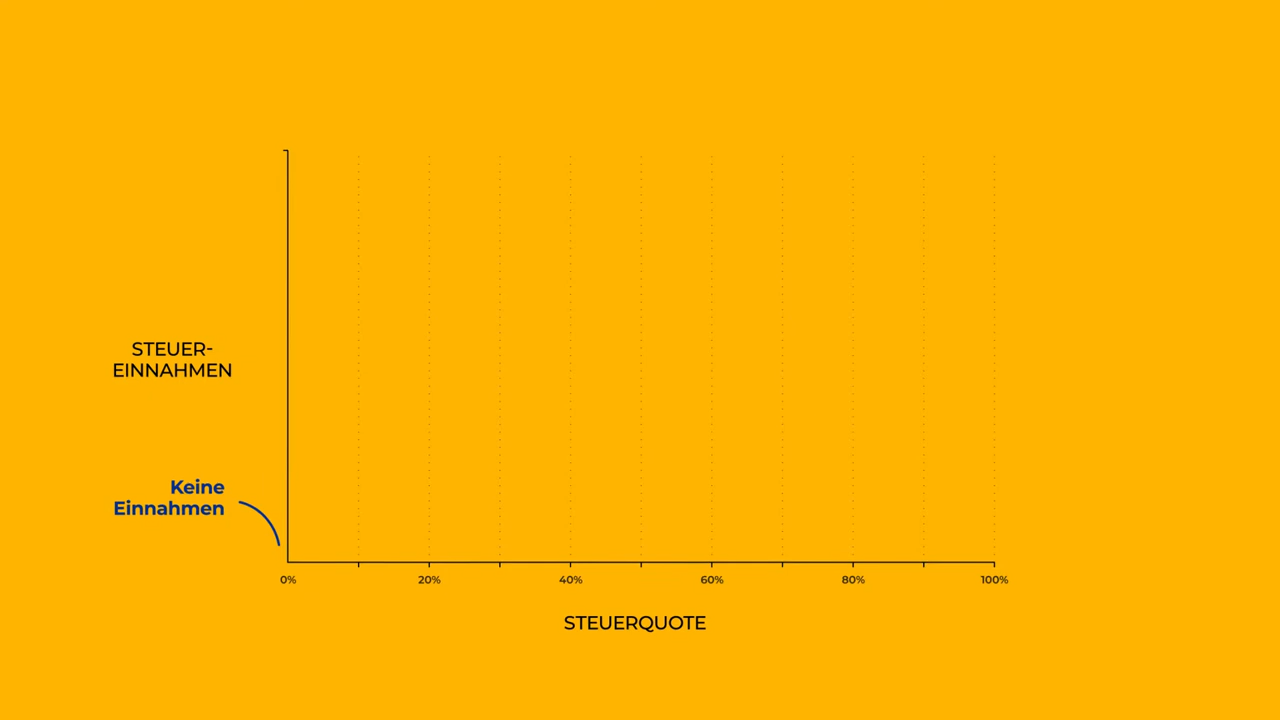 STEUER-
EINNAHMEN
Keine
Einnahmen
0%
20%
40%
60%
80%
100%
STEUERQUOTE